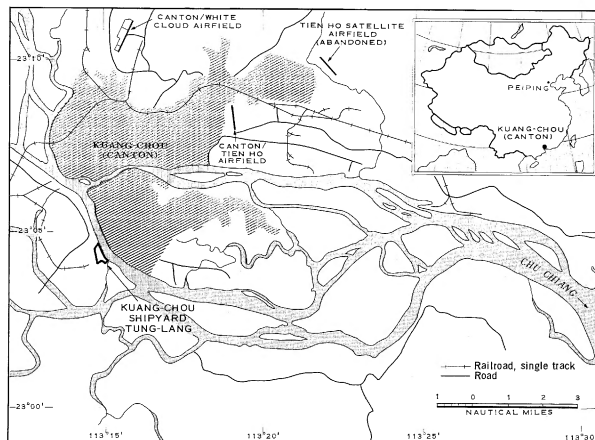 CANTON/WHITE
CLOUD AIRFIELD
TIEN HO SATELLITE
AIRFIELD
(ABANDONED)
23°10'
PEIPING
KUANG-CHOU
(CANTON)
KUANG-CHOU
(CANTON)
CANTON/
TIEN HO
AIRFIELD
23°05'
CHU CHIANG
KUANG-CHOU
SHIPYARD
TUNG-LANG
Railroad, single track
Road
23°00'
1 0 1 2 3
NAUTICAL MILES
113°15' 113°20' 113°25' 113°30'